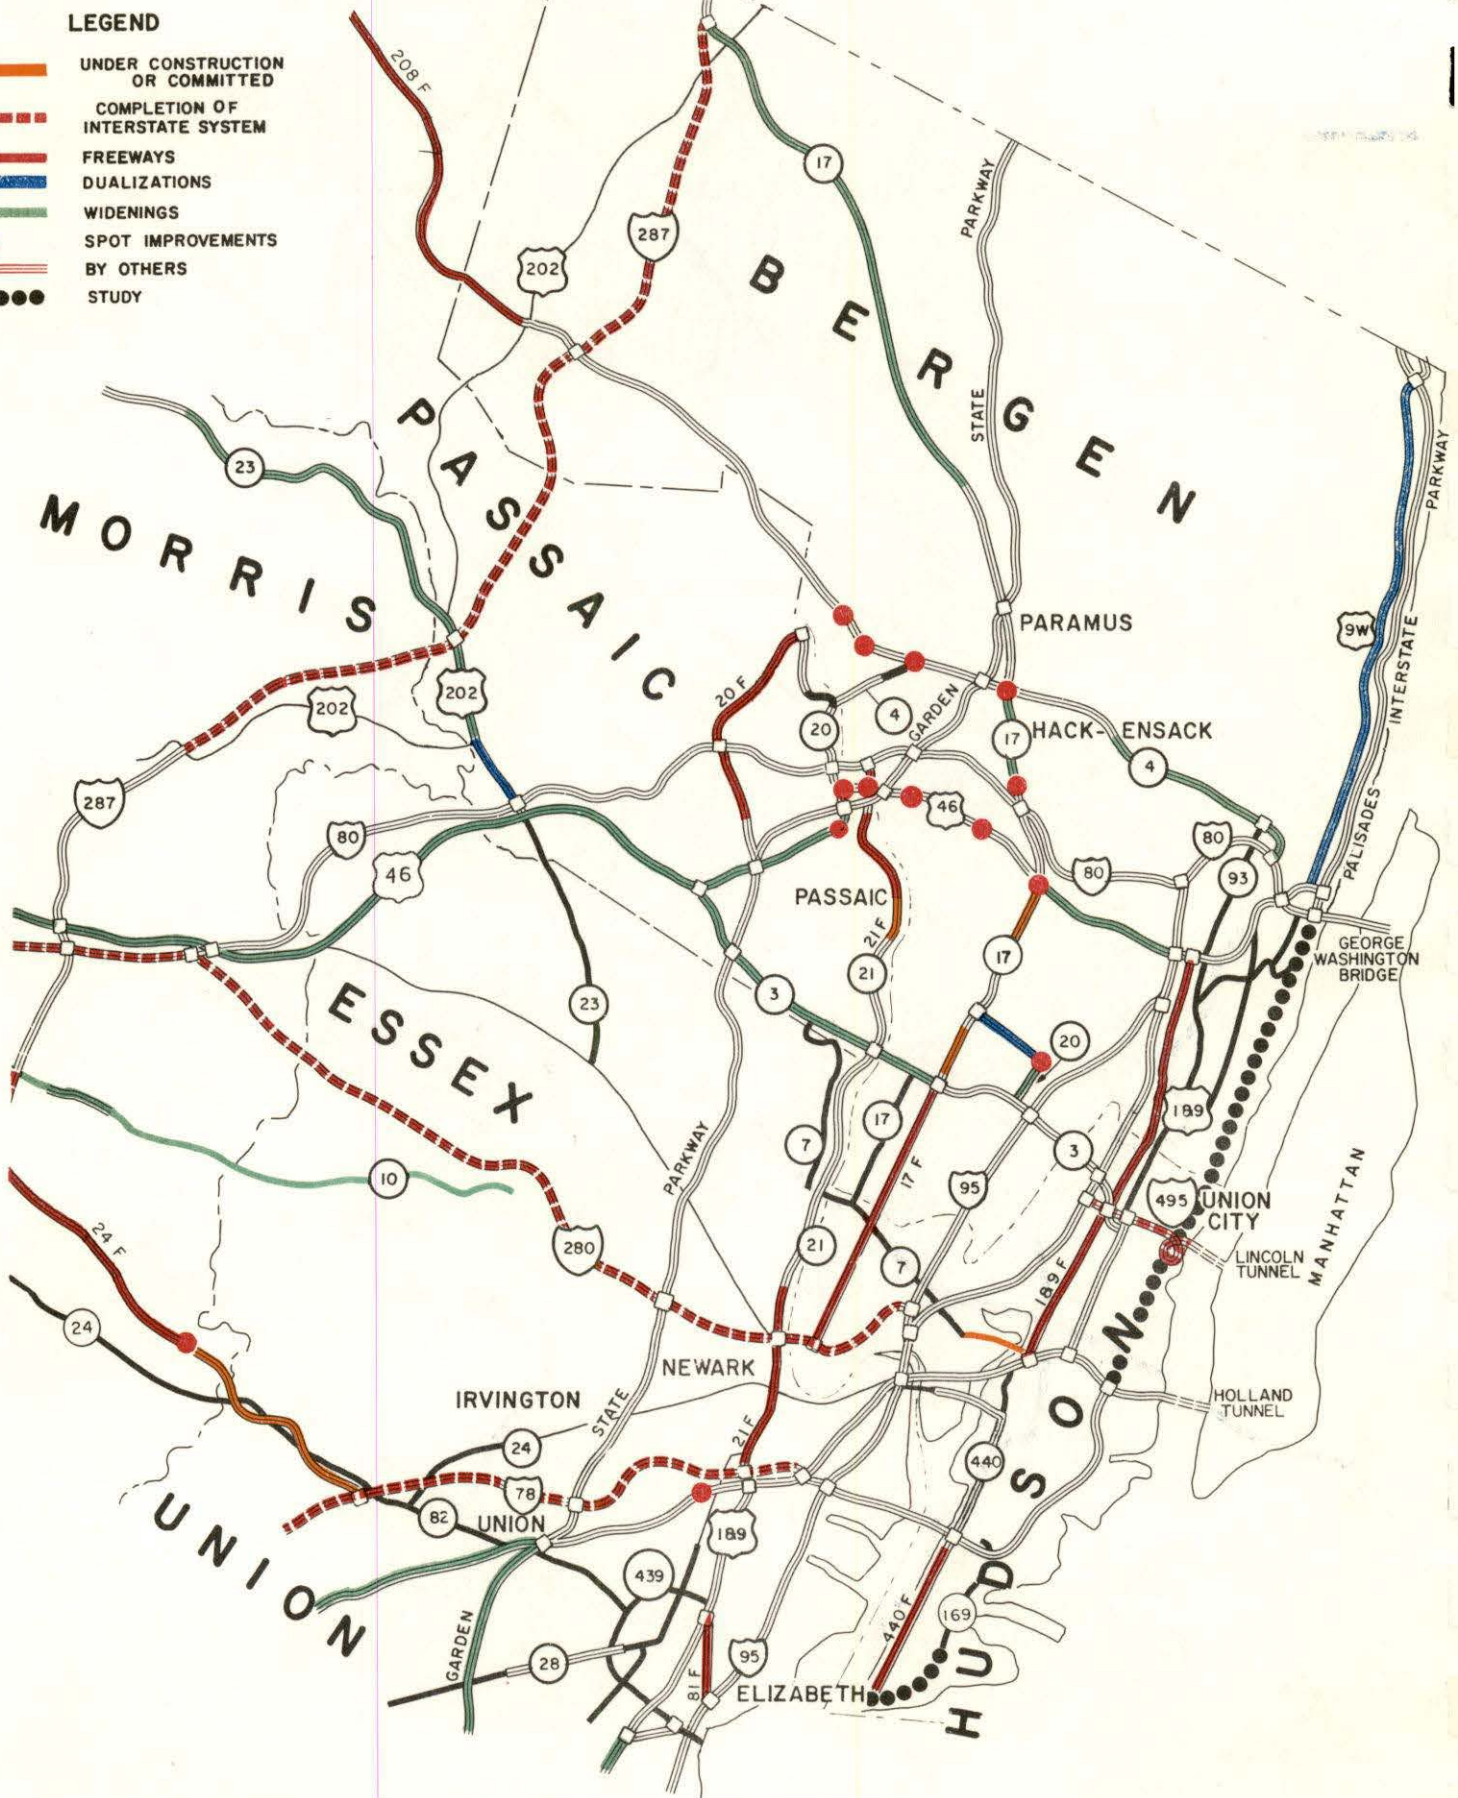 LEGEND
UNDER CONSTRUCTION
OR COMMITTED
COMPLETION OF
INTERSTATE SYSTEM
FREEWAYS
DUALIZATIONS
WIDENINGS
SPOT IMPROVEMENTS
BY OTHERS
STUDY
208 F
17
PARKWAY
287
202
BERGEN
STATE
PARKWAY
PASSAIC
23
MORRIS
9W
INTERSTATE
PARAMUS
202
202
20 F
20
4
GARDEN
17
HACK-ENSACK
4
287
80
46
46
PALISADES
80
80
93
PASSAIC
21 F
21
17
GEORGE
WASHINGTON
BRIDGE
3
23
ESSEX
20
1&9
7
17
3
10
PARKWAY
17 F
95
495
UNION
CITY
MANHATTAN
24 F
280
21
7
189 F
LINCOLN
TUNNEL
24
NEWARK
HUDSON
HOLLAND
TUNNEL
IRVINGTON
STATE
24
21 F
440
78
82
UNION
1&9
UNION
439
440 F
169
GARDEN
28
81 F
95
ELIZABETH